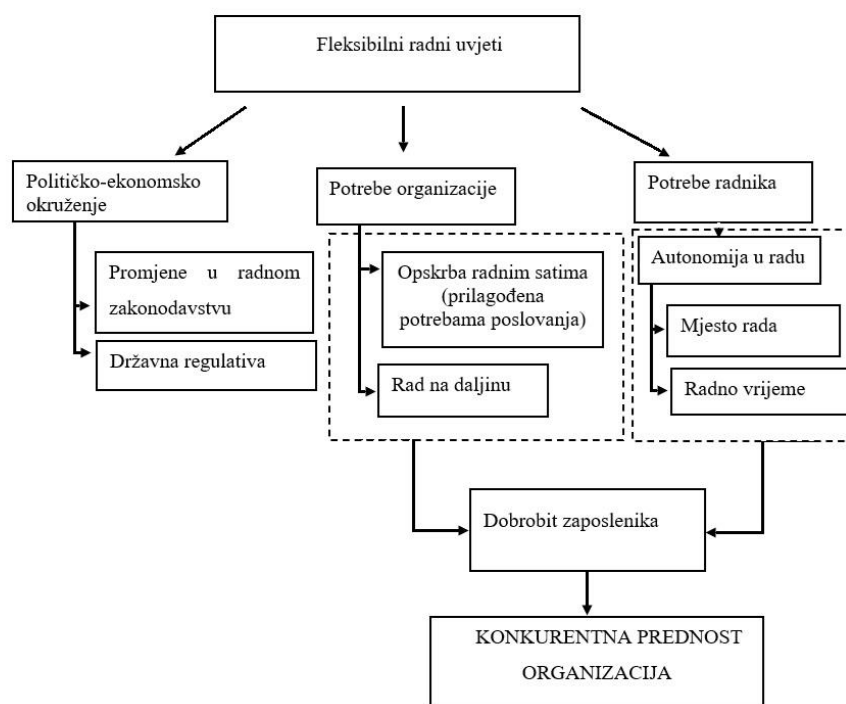 Fleksibilni radni uvjeti
Političko-ekonomsko
okruženje
Potrebe organizacije
Potrebe radnika
Promjene u radnom
zakonodavstvu
Državna regulativa
Opskrba radnim satima
(prilagođena
potrebama poslovanja)
Rad na daljinu
Autonomija u radu
Mjesto rada
Radno vrijeme
Dobrobit zaposlenika
KONKURENTNA PREDNOST
ORGANIZACIJA